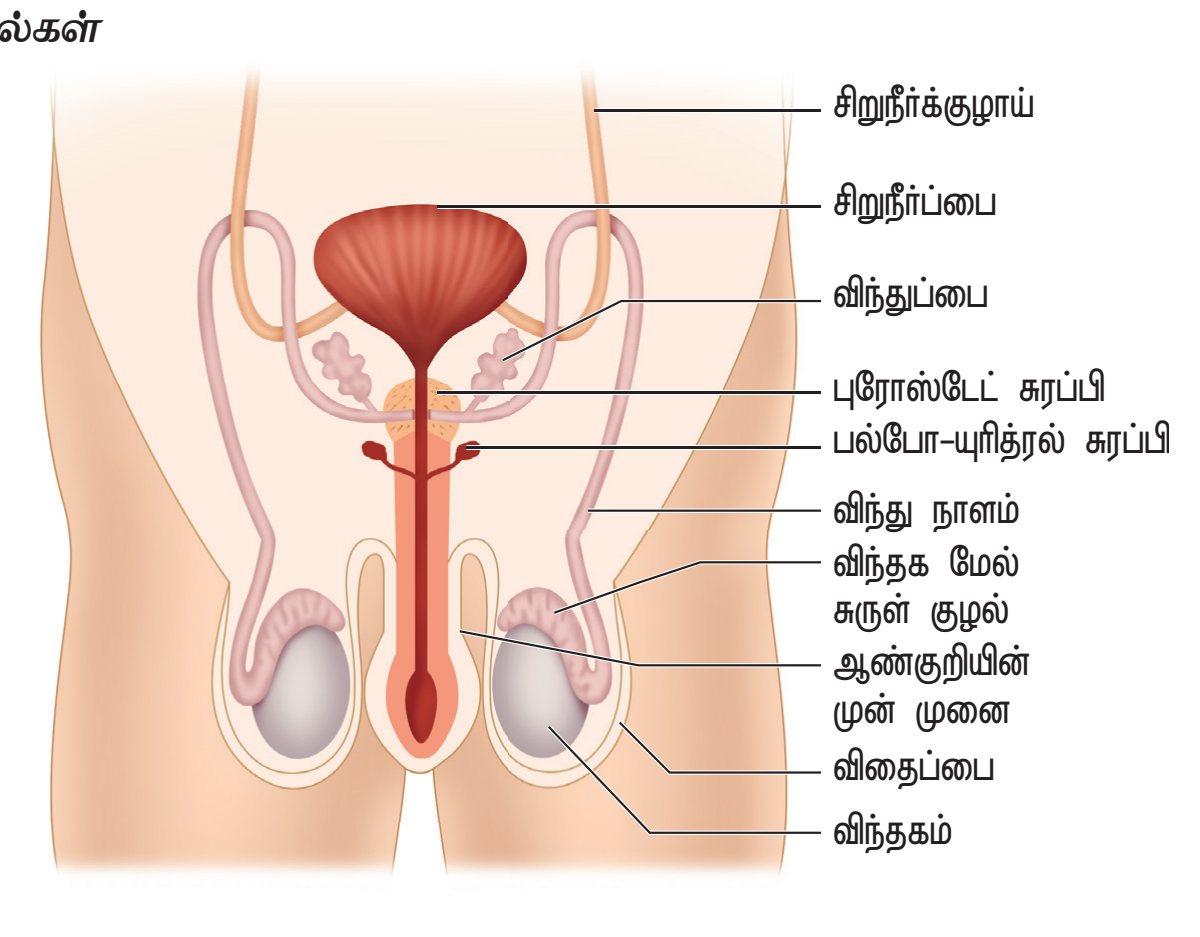 ல்கள்
சிறுநீர்க்குழாய்
சிறுநீர்ப்பை
விந்துப்பை
புரோஸ்டேட் சுரப்பி
பல்போ-யுரித்ரல் சுரப்பி
விந்து நாளம்
விந்தக மேல்
சுருள் குழல்
ஆண்குறியின்
முன் முனை
விதைப்பை
விந்தகம்